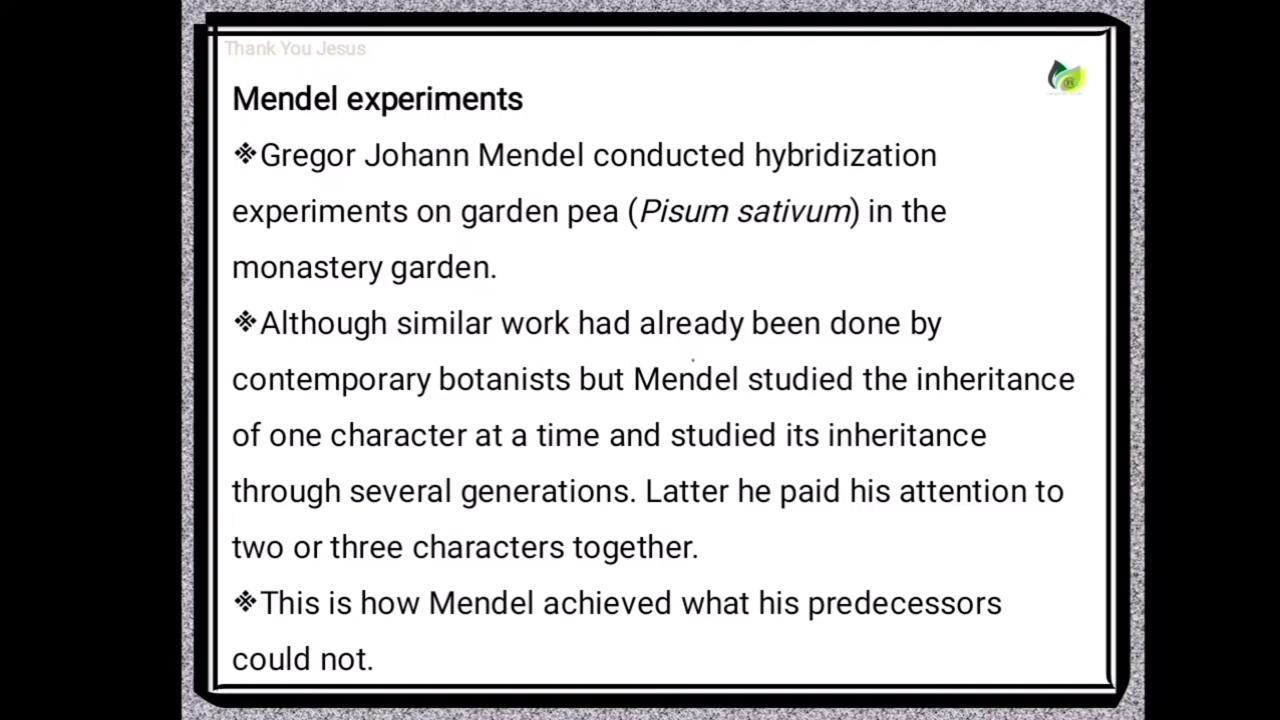 Thank You Jesus
Mendel experiments
❖Gregor Johann Mendel conducted hybridization
experiments on garden pea (Pisum sativum) in the
monastery garden.
❖Although similar work had already been done by
contemporary botanists but Mendel studied the inheritance
of one character at a time and studied its inheritance
through several generations. Latter he paid his attention to
two or three characters together.
❖This is how Mendel achieved what his predecessors
could not.